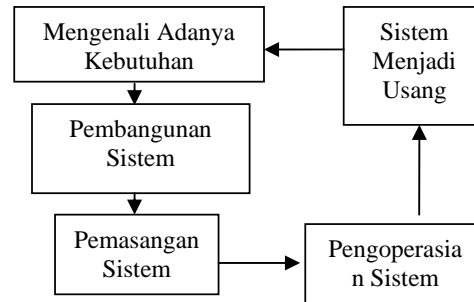 Mengenali Adanya
Kebutuhan
Pembangunan
Sistem
Pemasangan
Sistem
Pengoperasia
n Sistem
Sistem
Menjadi
Usang